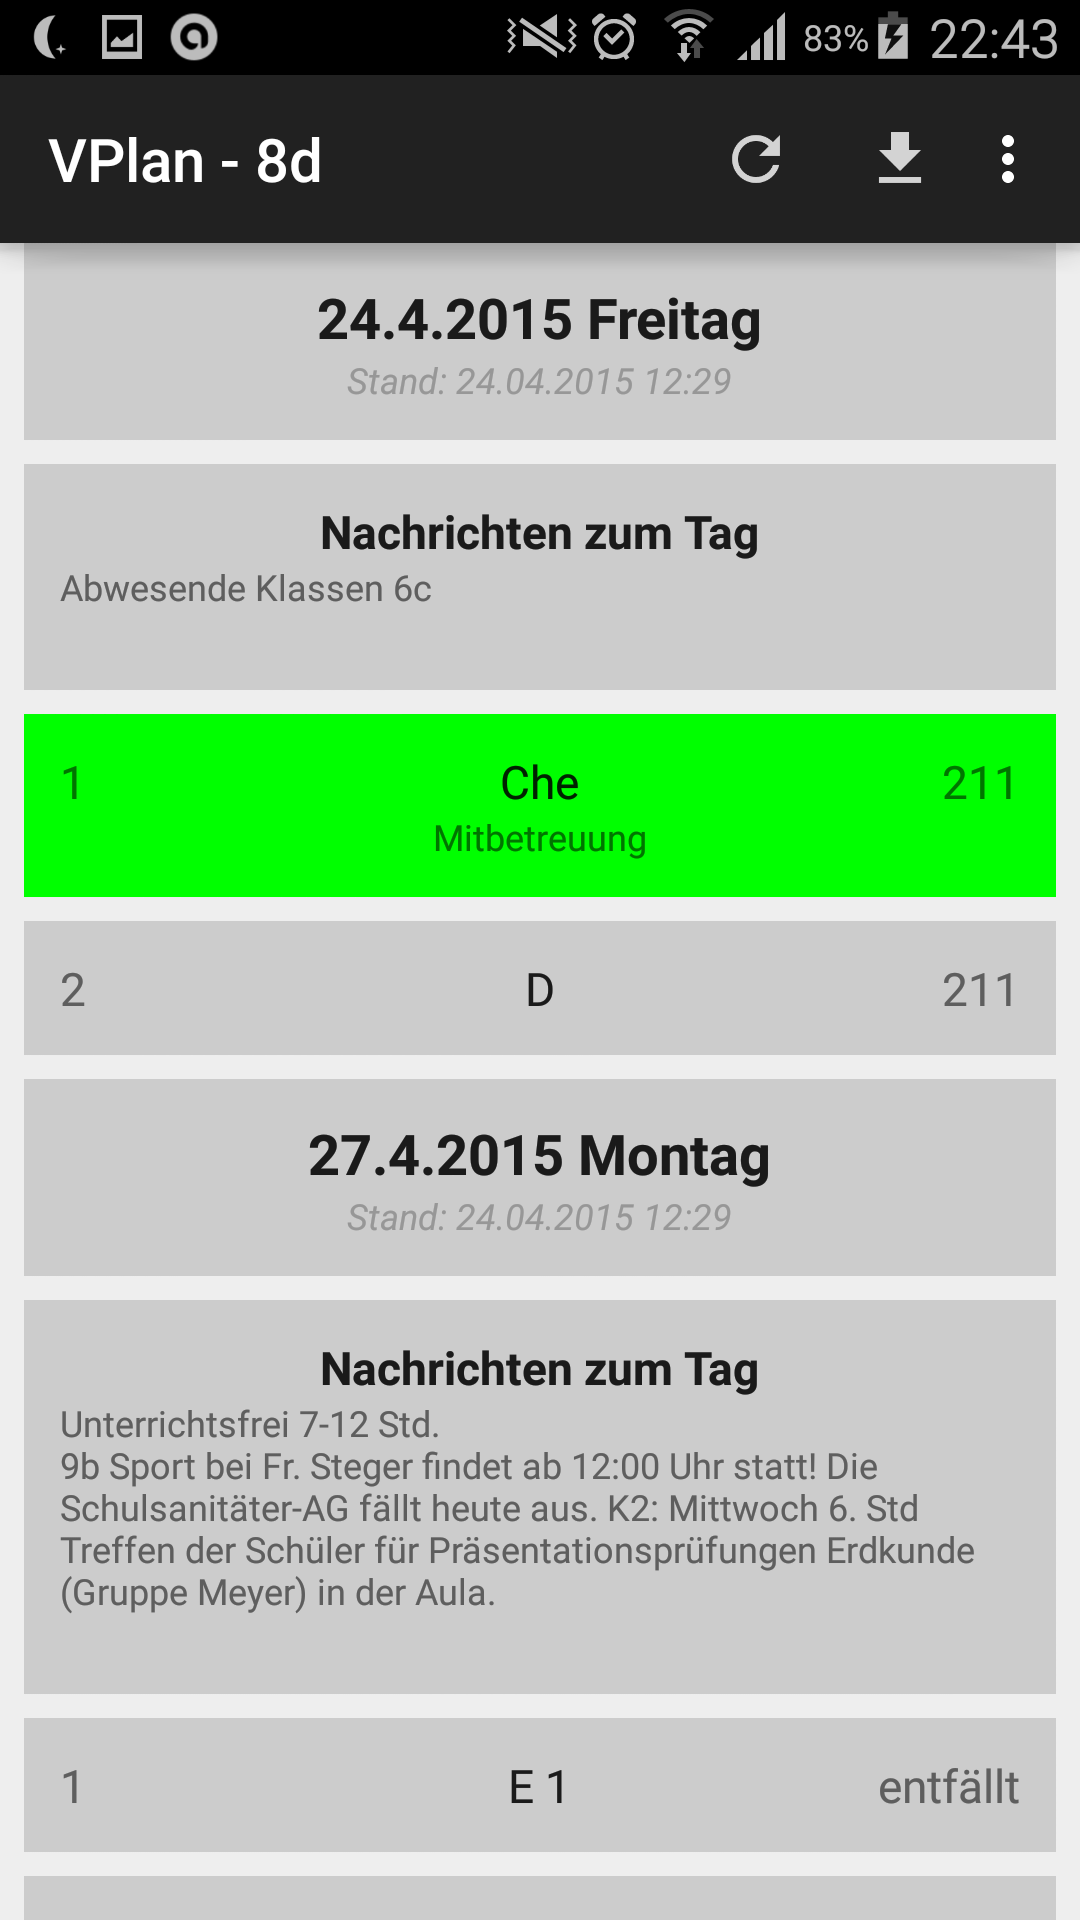 83% 22:43
VPlan - 8d
24.4.2015 Freitag
Stand: 24.04.2015 12:29
Nachrichten zum Tag
Abwesende Klassen 6c
1 Che 211
Mitbetreuung
2 D 211
27.4.2015 Montag
Stand: 24.04.2015 12:29
Nachrichten zum Tag
Unterrichtsfrei 7-12 Std.
9b Sport bei Fr. Steger findet ab 12:00 Uhr statt! Die
Schulsanitäter-AG fällt heute aus. K2: Mittwoch 6. Std
Treffen der Schüler für Präsentationsprüfungen Erdkunde
(Gruppe Meyer) in der Aula.
1 E 1 entfällt